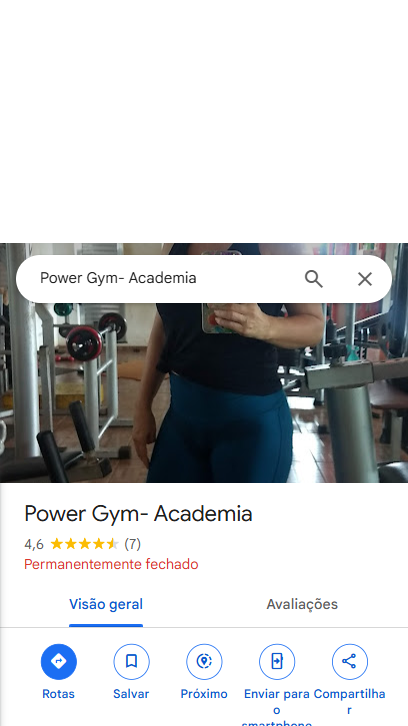 Power Gym- Academia
Power Gym- Academia
4,6 (7)
Permanentemente fechado
Visão geral Avaliações
Rotas Salvar Próximo Enviar para o smartphone Compartilhar